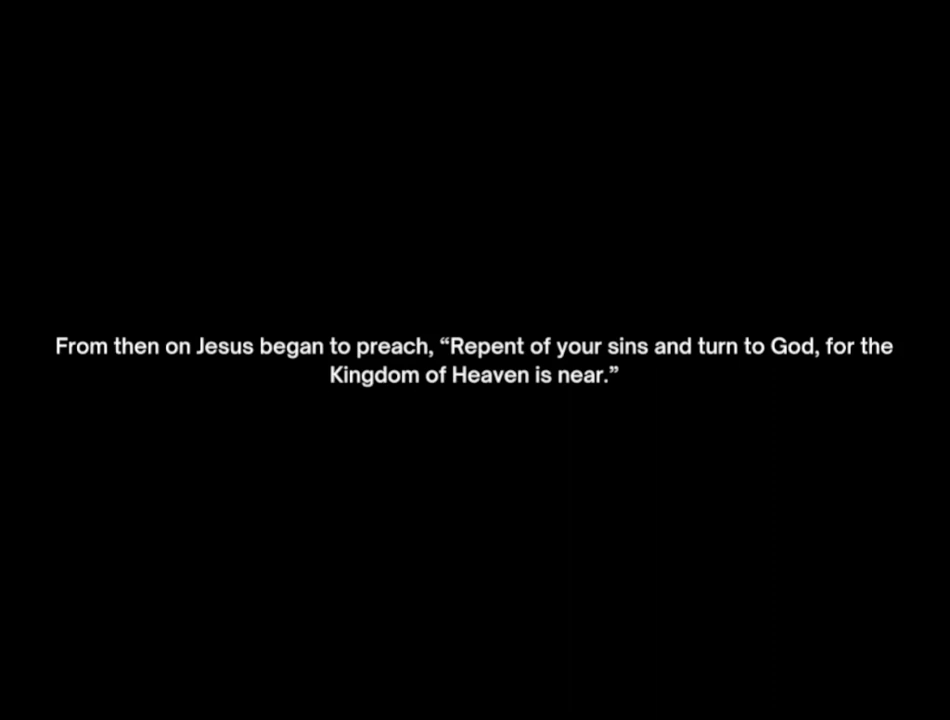 From then on Jesus began to preach, “Repent of your sins and turn to God, for the
Kingdom of Heaven is near.”